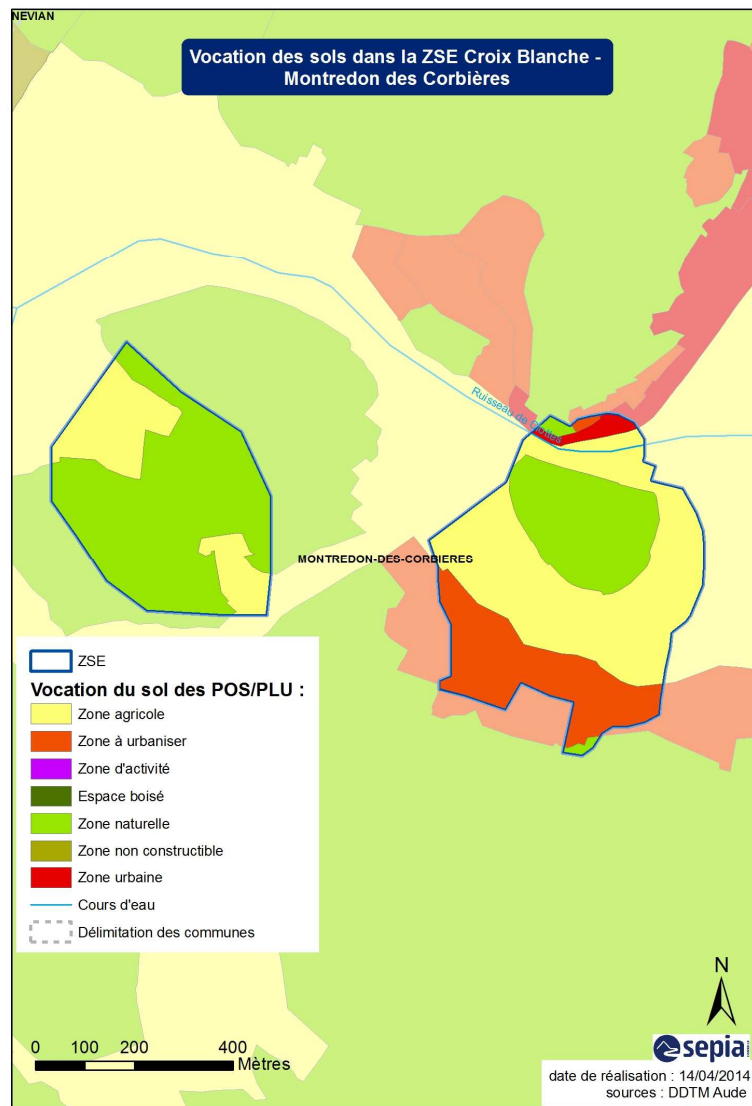 NEVIAN
Vocation des sols dans la ZSE Croix Blanche -
Montredon des Corbières
Ruisseau de
MONTREDON-DES-CORBIERES
ZSE
Vocation du sol des POS/PLU :
Zone agricole
Zone à urbaniser
Zone d'activité
Espace boisé
Zone naturelle
Zone non constructible
Zone urbaine
Cours d'eau
Délimitation des communes
N
0 100 200 400
Mètres
sepia
date de réalisation : 14/04/2014
sources : DDTM Aude